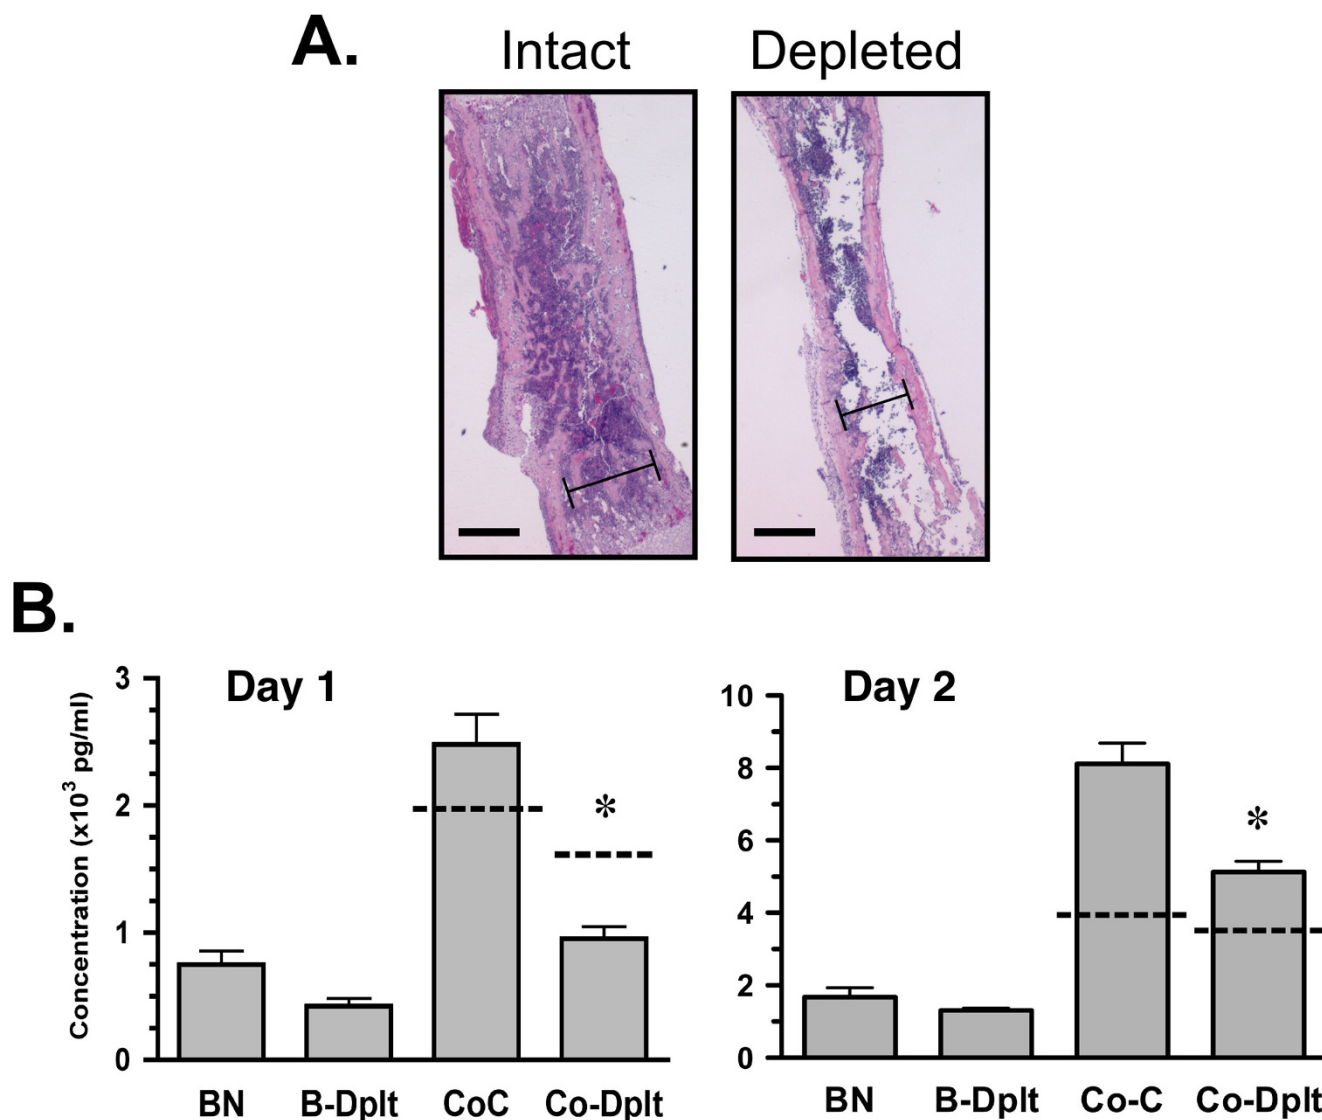 A.
Intact Depleted
B.
Day 1
Concentration (x10³ pg/ml)
3
2
1
0
*
BN B-Dplt CoC Co-Dplt
Day 2
10
8
6
4
2
0
*
BN B-Dplt Co-C Co-Dplt